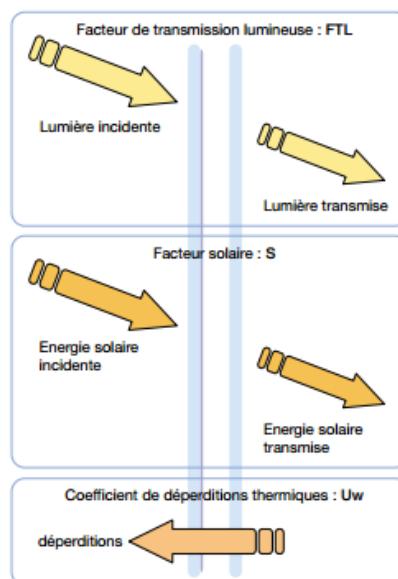 Facteur de transmission lumineuse : FTL
Lumière incidente
Lumière transmise
Facteur solaire : S
Energie solaire
incidente
Energie solaire
transmise
Coefficient de déperditions thermiques : Uw
déperditions